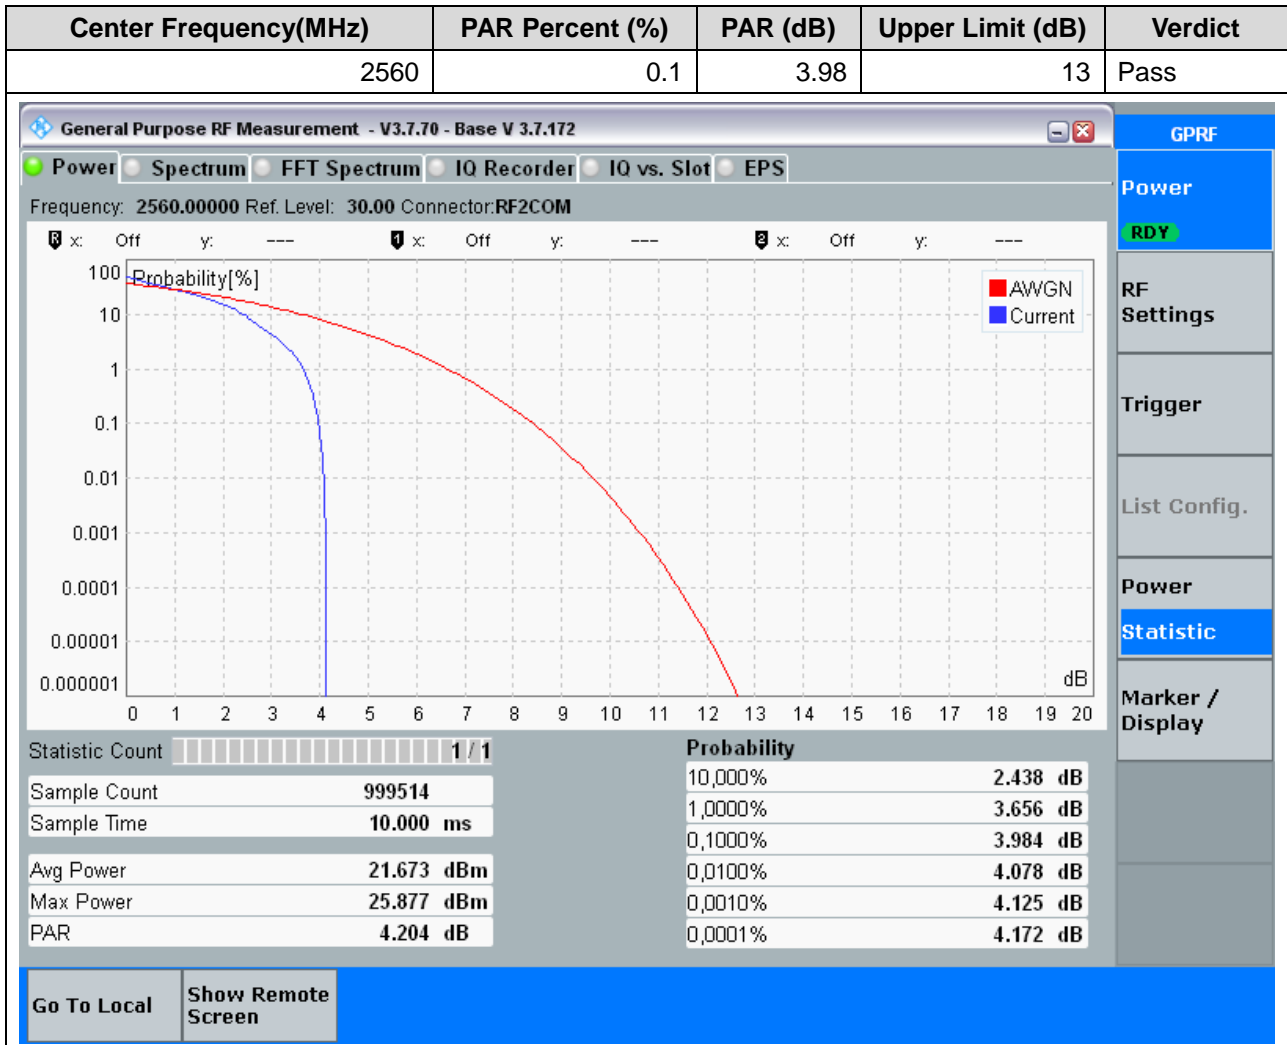 Center Frequency(MHz) PAR Percent (%) PAR (dB) Upper Limit (dB) Verdict
2560 0.1 3.98 13 Pass
General Purpose RF Measurement - V3.7.70 - Base V 3.7.172
GPRF
Power Spectrum FFT Spectrum IQ Recorder IQ vs. Slot EPS
Frequency: 2560.00000 Ref. Level: 30.00 Connector:RF2COM
R x: Off y: --- 1 x: Off y: --- 2 x: Off y: ---
Probability[%]
100
10
1
0.1
0.01
0.001
0.0001
0.00001
0.000001
AWGN
Current
dB
0 1 2 3 4 5 6 7 8 9 10 11 12 13 14 15 16 17 18 19 20
Statistic Count 1 / 1
Sample Count 999514
Sample Time 10.000 ms
Avg Power 21.673 dBm
Max Power 25.877 dBm
PAR 4.204 dB
Probability
10,000% 2.438 dB
1,0000% 3.656 dB
0,1000% 3.984 dB
0,0100% 4.078 dB
0,0010% 4.125 dB
0,0001% 4.172 dB
Power
RDY
RF
Settings
Trigger
List Config.
Power
Statistic
Marker /
Display
Go To Local
Show Remote
Screen